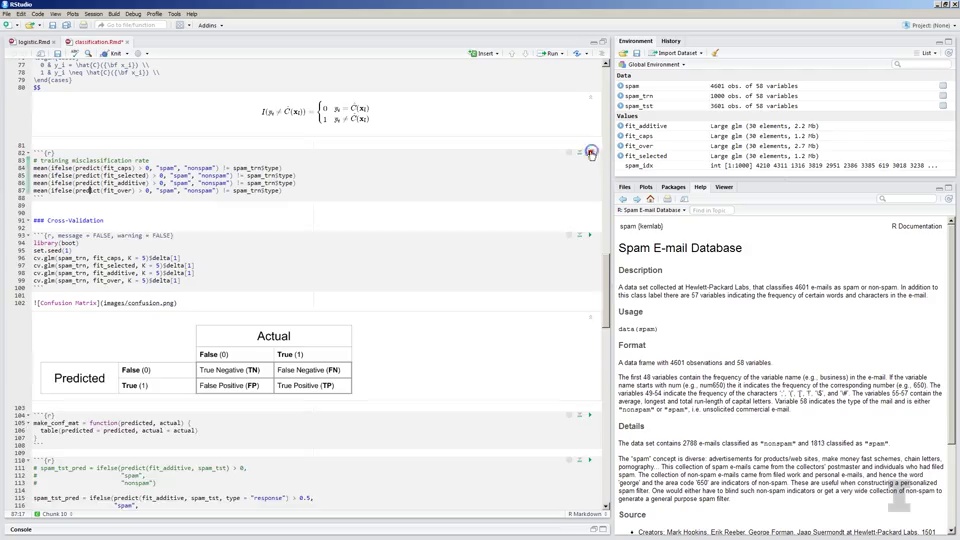 RStudio
File Edit Code View Plots Session Build Debug Profile Tools Help
Go to file/function
Addins
Project: (None)
logistic.Rmd
classification.Rmd*
Knit
Insert
Run
77 0 & y_i = \hat{C}({\bf x_i}) \\
78 1 & y_i \neq \hat{C}({\bf x_i}) \\
79 \end{cases}
80 $$
81
82 ```{r}
83 # training misclassification rate
84 mean(ifelse(predict(fit_caps) > 0, "spam", "nonspam") != spam_trn$type)
85 mean(ifelse(predict(fit_selected) > 0, "spam", "nonspam") != spam_trn$type)
86 mean(ifelse(predict(fit_additive) > 0, "spam", "nonspam") != spam_trn$type)
87 mean(ifelse(predict(fit_over) > 0, "spam", "nonspam") != spam_trn$type)
88 ```
89
90
91 ### Cross-Validation
92
93 ```{r, message = FALSE, warning = FALSE}
94 library(boot)
95 set.seed(1)
96 cv.glm(spam_trn, fit_caps, K = 5)$delta[1]
97 cv.glm(spam_trn, fit_selected, K = 5)$delta[1]
98 cv.glm(spam_trn, fit_additive, K = 5)$delta[1]
99 cv.glm(spam_trn, fit_over, K = 5)$delta[1]
100 ```
101
102 ![Confusion Matrix](images/confusion.png)
Actual
False (0) True (1)
Predicted
False (0) True Negative (TN) False Negative (FN)
True (1) False Positive (FP) True Positive (TP)
103
104 ```{r}
105 make_conf_mat = function(predicted, actual) {
106 table(predicted = predicted, actual = actual)
107 }
108 ```
109
110 ```{r}
111 # spam_tst_pred = ifelse(predict(fit_additive, spam_tst) > 0,
112 # "spam",
113 # "nonspam")
114
115 spam_tst_pred = ifelse(predict(fit_additive, spam_tst, type = "response") > 0.5,
116 "spam",
87:17 Chunk 10 R Markdown
Console
Environment History
Import Dataset
List
Global Environment
Data
spam 4601 obs. of 58 variables
spam_trn 1000 obs. of 58 variables
spam_tst 3601 obs. of 58 variables
Values
fit_additive Large glm (30 elements, 2.2 Mb)
fit_caps Large glm (30 elements, 1.2 Mb)
fit_over Large glm (30 elements, 2.7 Mb)
fit_selected Large glm (30 elements, 1.7 Mb)
spam_idx int [1:1000] 4210 4311 1316 3819 2951 2386 3385 619 3018 3238 ...
Files Plots Packages Help Viewer
R: Spam E-mail Database
Find in Topic
spam {kernlab} R Documentation
Spam E-mail Database
Description
A data set collected at Hewlett-Packard Labs, that classifies 4601 e-mails as spam or non-spam. In addition to
this class label there are 57 variables indicating the frequency of certain words and characters in the e-mail.
Usage
data(spam)
Format
A data frame with 4601 observations and 58 variables.
The first 48 variables contain the frequency of the variable name (e.g., business) in the e-mail. If the variable
name starts with num (e.g., num650) the it indicates the frequency of the corresponding number (e.g., 650). The
variables 49-54 indicate the frequency of the characters
variables 55-57 contain the
average, longest and total run-length of capital letters. Variable 58 indicates the type of the mail and is either
"nonspam" or "spam", i.e. unsolicited commercial e-mail.
Details
The data set contains 2788 e-mails classified as "nonspam" and 1813 classified as "spam".
The "spam" concept is diverse: advertisements for products/web sites, make money fast schemes, chain letters,
pornography... This collection of spam e-mails came from the collectors' postmaster and individuals who had filed
spam. The collection of non-spam e-mails came from filed work and personal e-mails, and hence the word
'george' and the area code '650' are indicators of non-spam. These are useful when constructing a personalized
spam filter. One would either have to blind such non-spam indicators or get a very wide collection of non-spam to
generate a general purpose spam filter.
Source
• Creators: Mark Hopkins, Erik Reeber, George Forman, Jaap Suermondt at Hewlett-Packard Labs, 1501